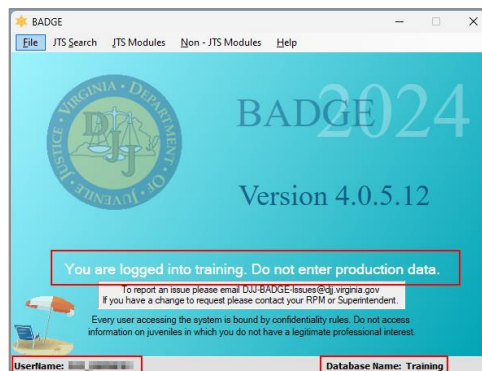 BADGE
File JTS Search JTS Modules Non - JTS Modules Help
VIRGINIA DEPARTMENT OF JUVENILE JUSTICE
DJJ
BADGE 2024
Version 4.0.5.12
You are logged into training. Do not enter production data.
To report an issue please email DJJ-BADGE-Issues@djj.virginia.gov
If you have a change to request please contact your RPM or Superintendent.
Every user accessing the system is bound by confidentiality rules. Do not access
information on juveniles in which you do not have a legitimate professional interest.
UserName: Database Name: Training